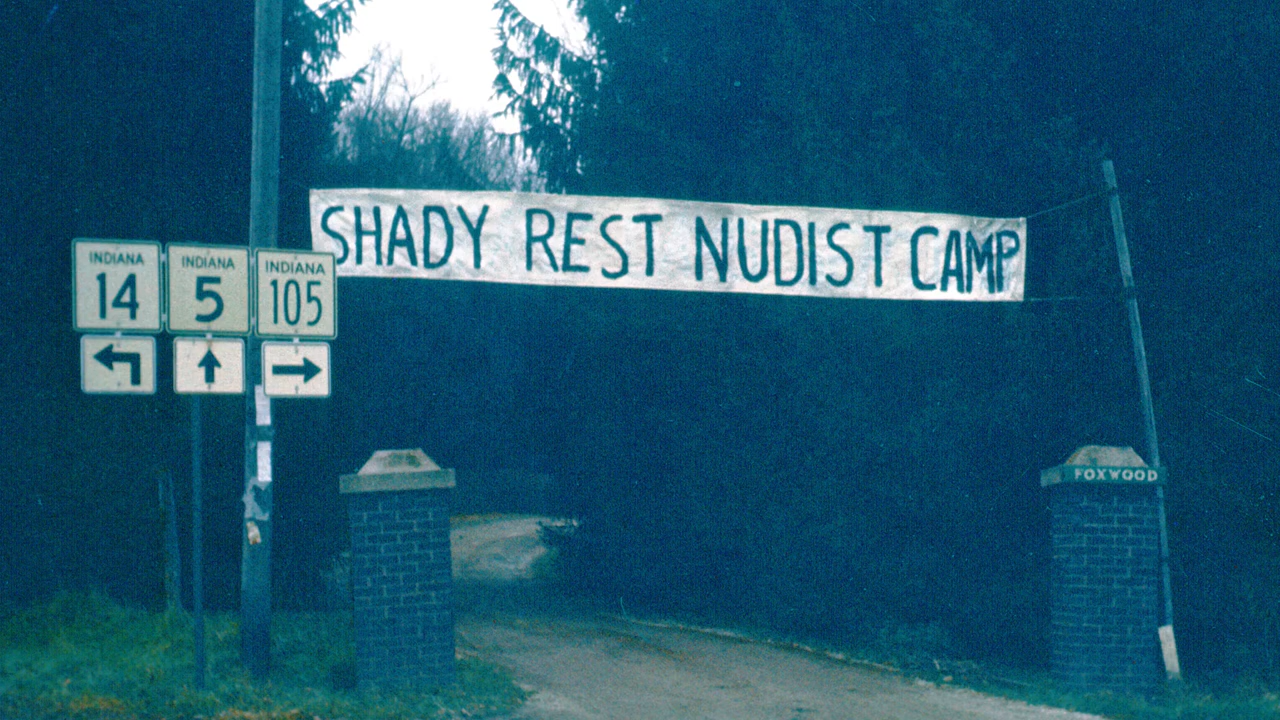 SHADY REST NUDIST CAMP
INDIANA
14
INDIANA
5
INDIANA
105
FOXWOOD